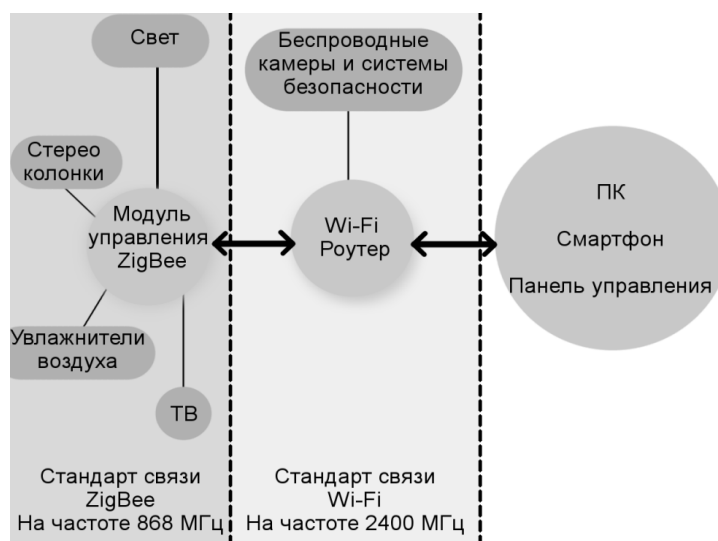 Свет
Стерео
колонки
Модуль
управления
ZigBee
Увлажнители
воздуха
ТВ
Стандарт связи
ZigBee
На частоте 868 МГц
Беспроводные
камеры и системы
безопасности
Wi-Fi
Роутер
Стандарт связи
Wi-Fi
На частоте 2400 МГц
ПК
Смартфон
Панель управления